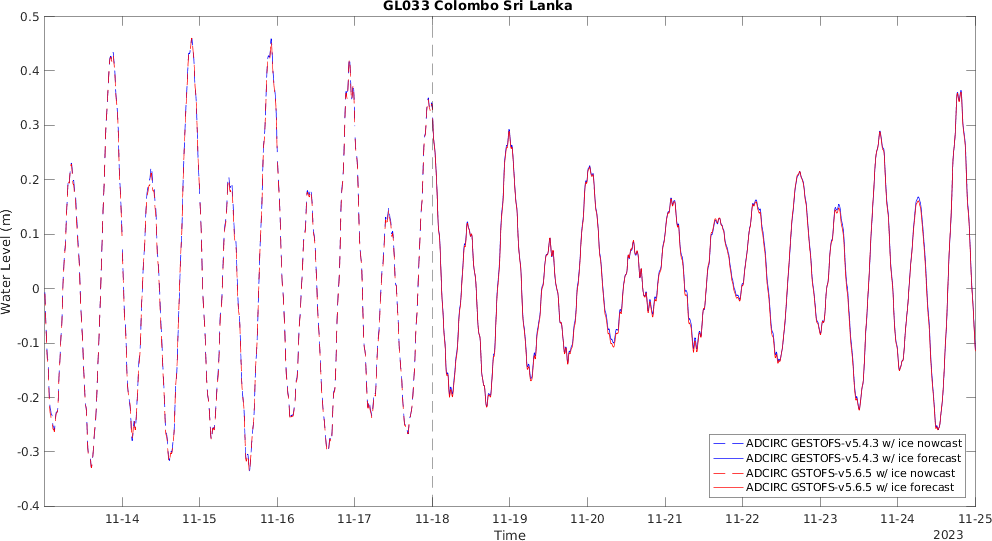 GL033 Colombo Sri Lanka
0.5
0.4
0.3
0.2
0.1
0
-0.1
-0.2
-0.3
-0.4
Water Level (m)
ADCIRC GESTOFS-v5.4.3 w/ ice nowcast
ADCIRC GESTOFS-v5.4.3 w/ ice forecast
ADCIRC GSTOFS-v5.6.5 w/ ice nowcast
ADCIRC GSTOFS-v5.6.5 w/ ice forecast
11-14 11-15 11-16 11-17 11-18 11-19 11-20 11-21 11-22 11-23 11-24 11-25
Time
2023